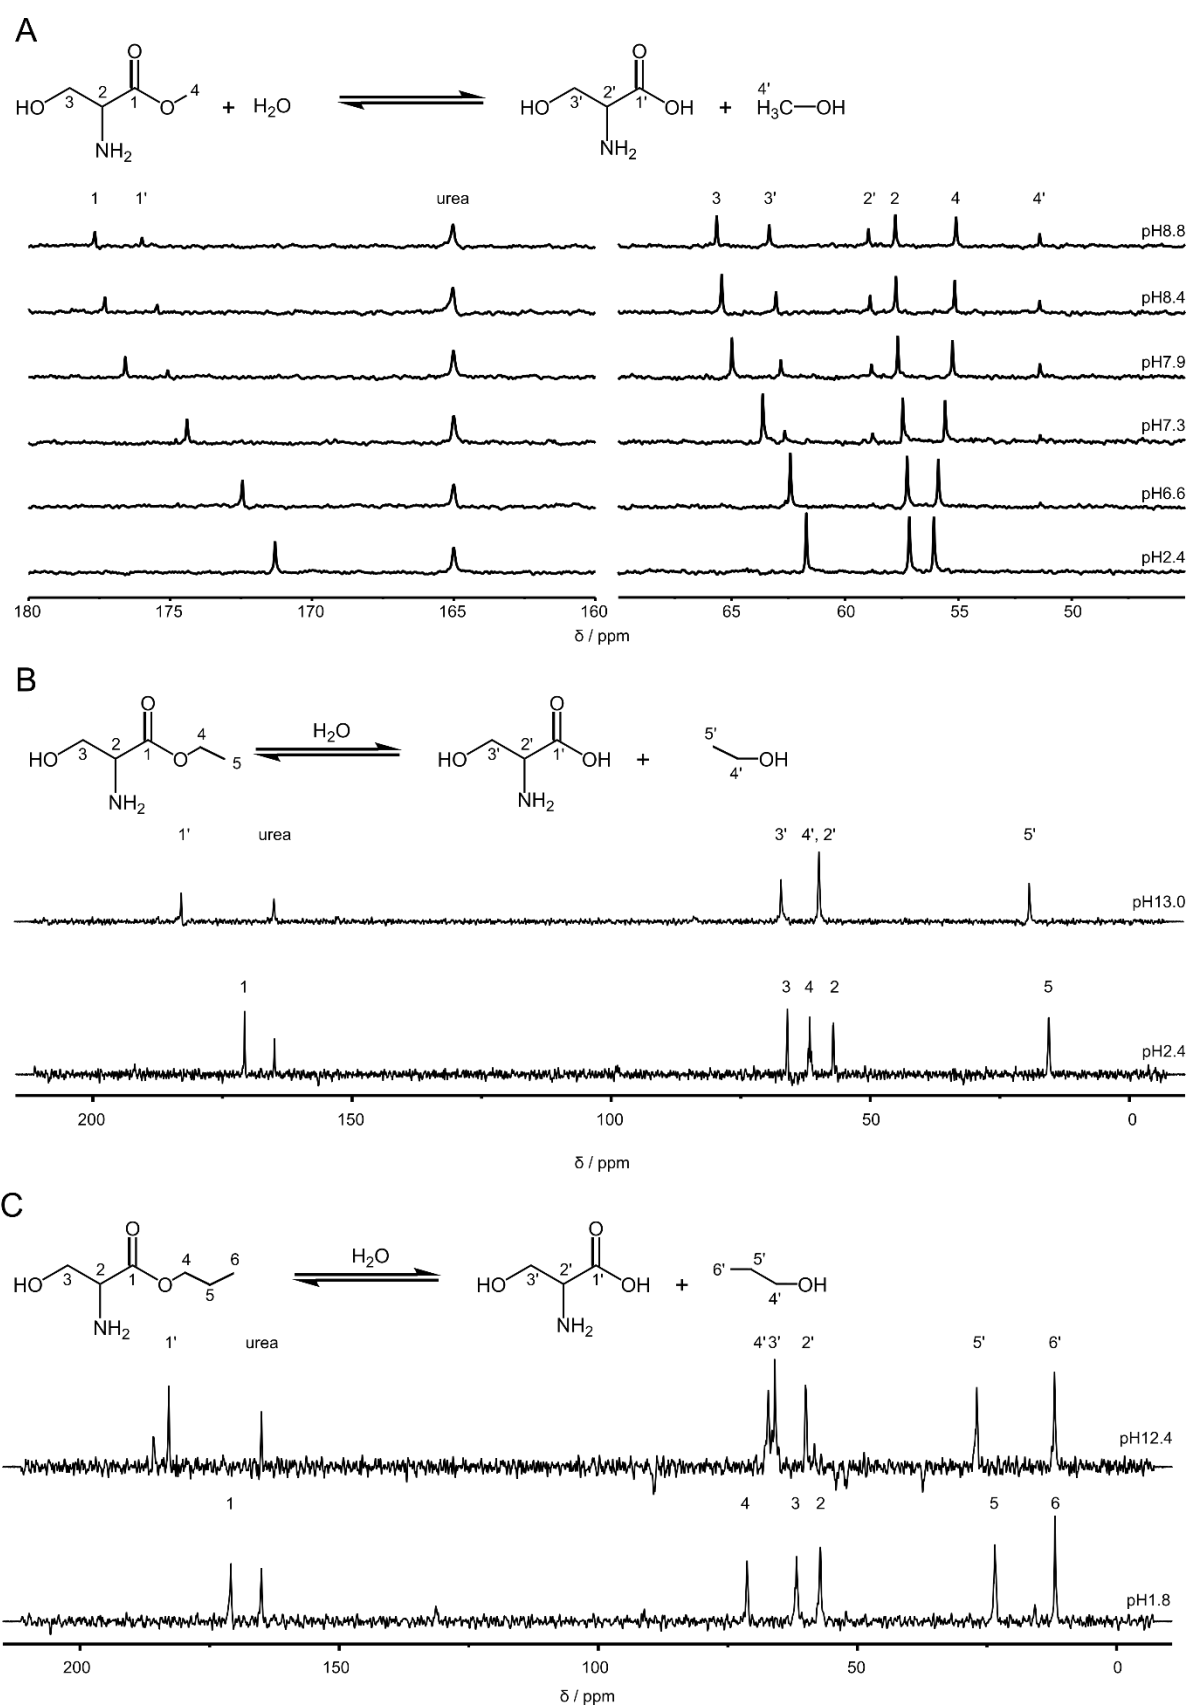 A
O
2
4
HO
3
1
O
+
H2O
NH2
O
4'
2'
HO
3'
1'
OH
+
H3C
OH
NH2
1
1'
urea
3
3'
2'
2
4
4'
pH8.8
pH8.4
pH7.9
pH7.3
pH6.6
pH2.4
180
175
170
165
160
65
60
55
50
δ / ppm
B
O
2
4
HO
3
1
O
5
NH2
H2O
O
2'
HO
3'
1'
OH
NH2
+
5'
4'
OH
1'
urea
3'
4', 2'
5'
pH13.0
1
3
4
2
5
pH2.4
200
150
100
50
0
δ / ppm
C
O
2
4
6
HO
3
1
O
5
NH2
H2O
O
2'
HO
3'
1'
OH
NH2
+
5'
6'
4'
OH
1'
urea
4'
3'
2'
5'
6'
pH12.4
1
4
3
2
5
6
pH1.8
200
150
100
50
0
δ / ppm